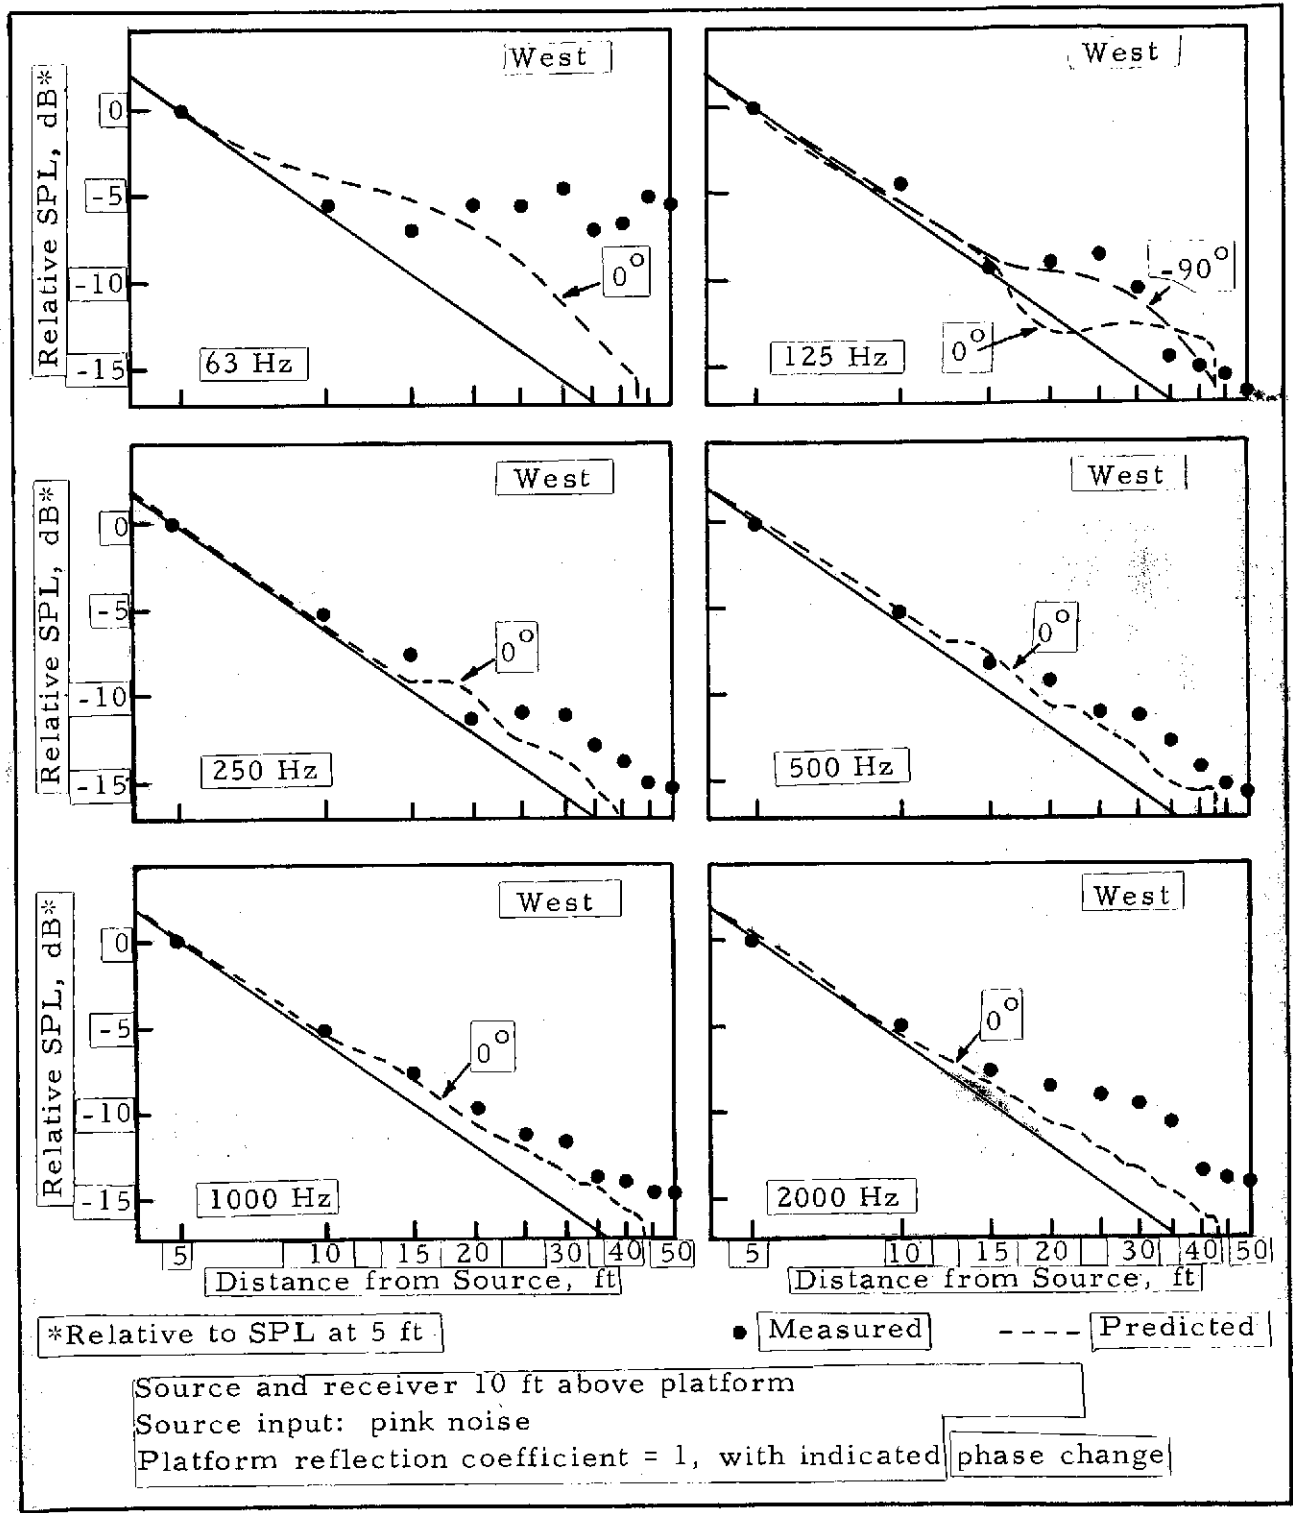 West
West
Relative SPL, dB*
0
-5
-10
-15
0°
63 Hz
-90°
0°
125 Hz
West
West
Relative SPL, dB*
0
-5
-10
-15
0°
250 Hz
0°
500 Hz
West
West
Relative SPL, dB*
0
-5
-10
-15
0°
1000 Hz
0°
2000 Hz
5 10 15 20 30 40 50
5 10 15 20 30 40 50
Distance from Source, ft
Distance from Source, ft
*Relative to SPL at 5 ft
Measured
Predicted
Source and receiver 10 ft above platform
Source input: pink noise
Platform reflection coefficient = 1, with indicated phase change